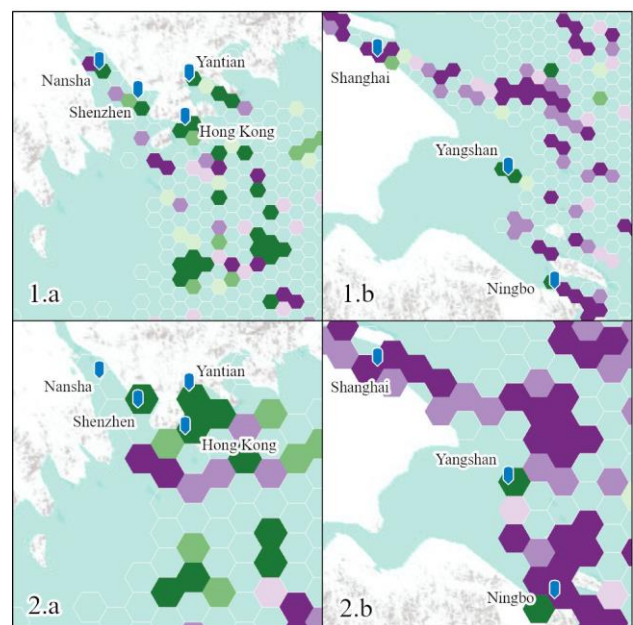 Nansha
Yantian
Shenzhen
Hong Kong
1.a
Shanghai
Yangshan
Ningbo
1.b
Nansha
Yantian
Shenzhen
Hong Kong
2.a
Shanghai
Yangshan
Ningbo
2.b